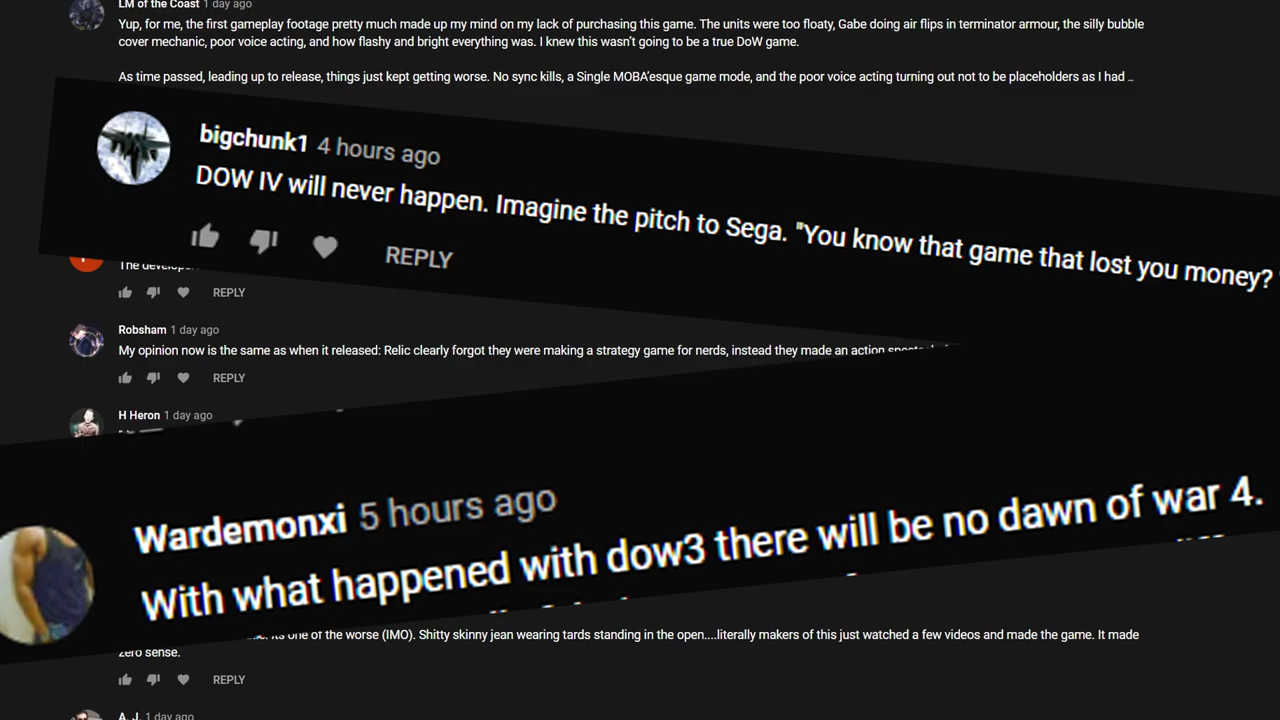 LM of the Coast 1 day ago
Yup, for me, the first gameplay footage pretty much made up my mind on my lack of purchasing this game. The units were too floaty, Gabe doing air flips in terminator armour, the silly bubble
cover mechanic, poor voice acting, and how flashy and bright everything was. I knew this wasn't going to be a true DoW game.
As time passed, leading up to release, things just kept getting worse. No sync kills, a Single MOBA'esque game mode, and the poor voice acting turning out not to be placeholders as I had ..
bigchunk1 4 hours ago
DOW IV will never happen. Imagine the pitch to Sega. "You know that game that lost you money?
REPLY
The
REPLY
Robsham 1 day ago
My opinion now is the same as when it released: Relic clearly forgot they were making a strategy game for nerds, instead they made an action
REPLY
H Heron 1 day ago
Wardemonxi 5 hours ago
With what happened with dow3 there will be no dawn of war 4.
its one of the worse (IMO). Shitty skinny jean wearing tards standing in the open....literally makers of this just watched a few videos and made the game. It made
zero sense.
REPLY
A. J. 1 day ago